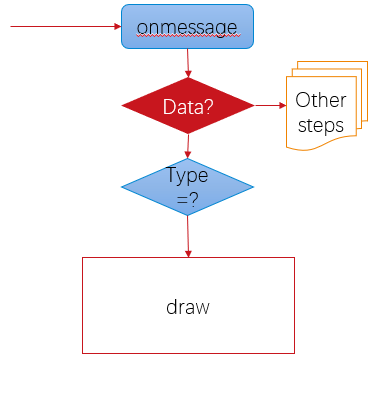 onmessage
Data?
Other
steps
Type
=?
draw